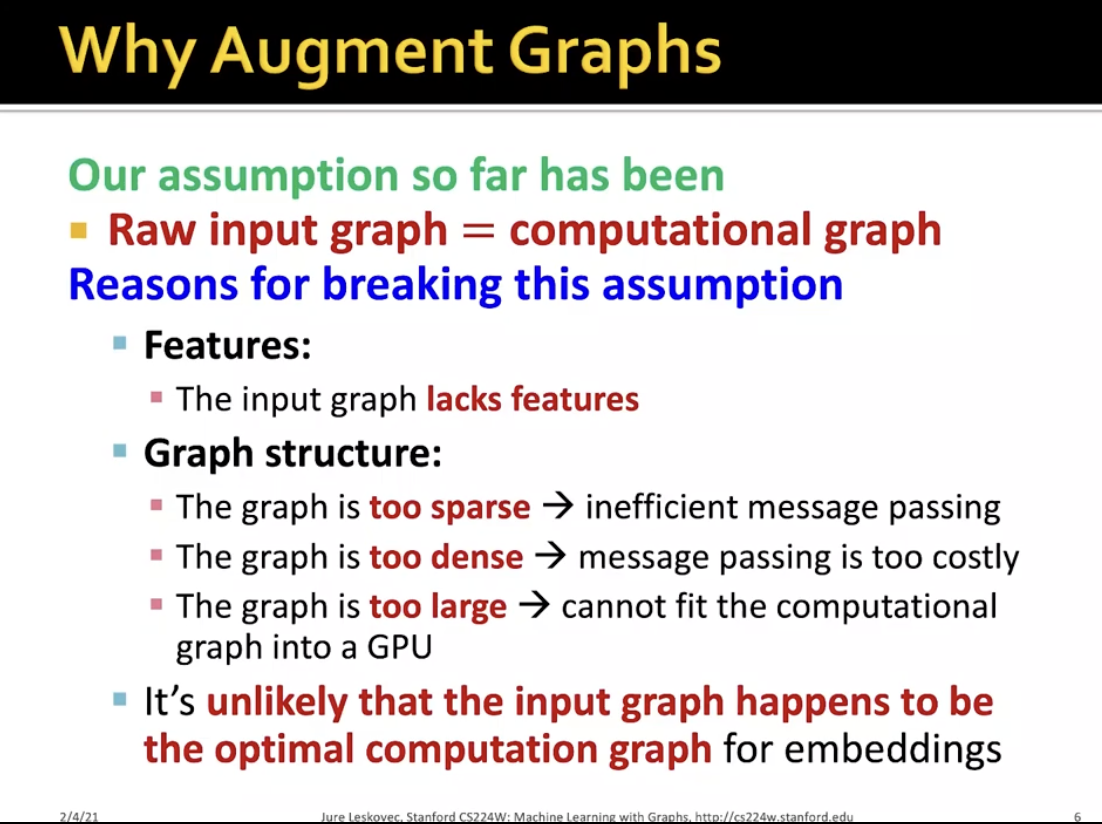 Why Augment Graphs
Our assumption so far has been
▪ Raw input graph = computational graph
Reasons for breaking this assumption
▪ Features:
▪ The input graph lacks features
▪ Graph structure:
▪ The graph is too sparse → inefficient message passing
▪ The graph is too dense → message passing is too costly
▪ The graph is too large → cannot fit the computational
graph into a GPU
▪ It’s unlikely that the input graph happens to be
the optimal computation graph for embeddings
2/4/21 Jure Leskovec, Stanford CS224W: Machine Learning with Graphs, http://cs224w.stanford.edu 6